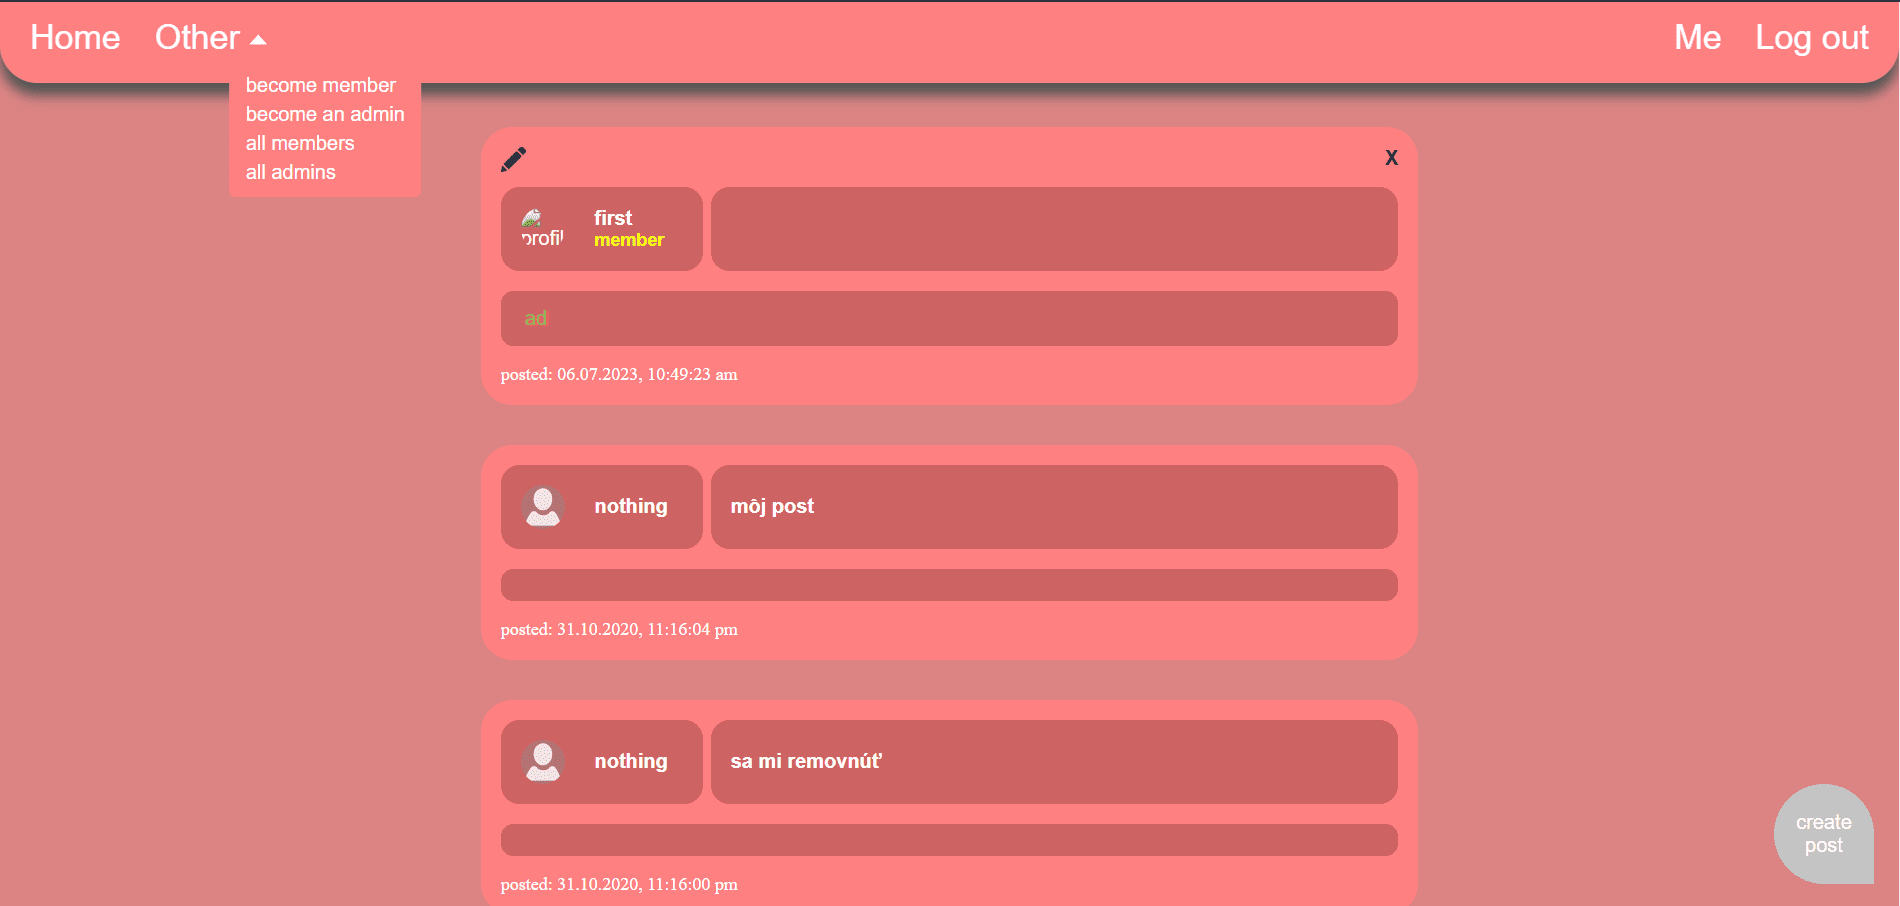 Home Other Me Log out
become member
become an admin
all members
all admins
X
first
member
profil
ad
posted: 06.07.2023, 10:49:23 am
nothing
môj post
posted: 31.10.2020, 11:16:04 pm
nothing
sa mi removnúť
posted: 31.10.2020, 11:16:00 pm
create
post